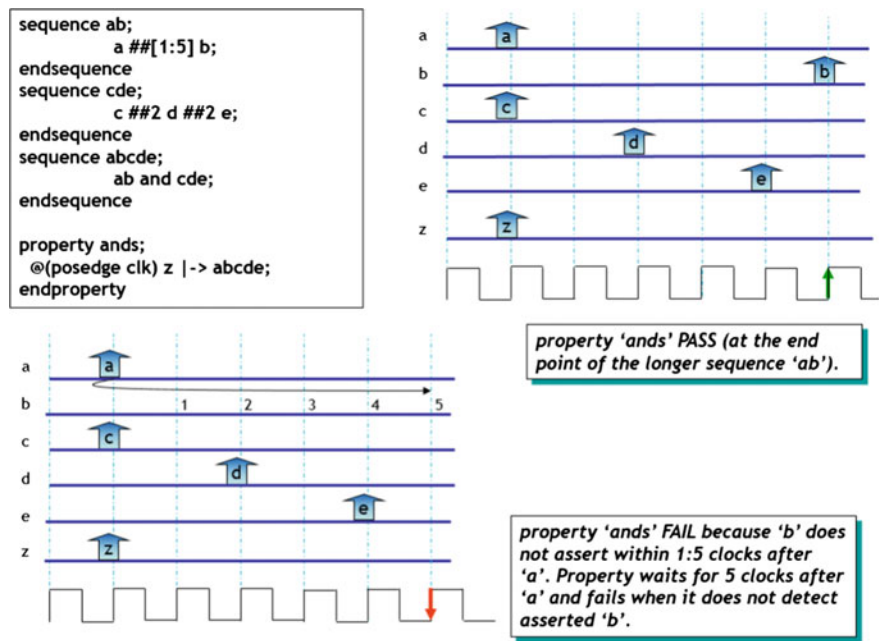 sequence ab;
a ##[1:5] b;
endsequence
sequence cde;
c ##2 d ##2 e;
endsequence
sequence abcde;
ab and cde;
endsequence
property ands;
@(posedge clk) z |-> abcde;
endproperty
a a
b b
c c
d d
e e
z z
property ‘ands’ PASS (at the end
point of the longer sequence ‘ab’).
a a
b 1 2 3 4 5
c c
d d
e e
z z
property ‘ands’ FAIL because ‘b’ does
not assert within 1:5 clocks after
‘a’. Property waits for 5 clocks after
‘a’ and fails when it does not detect
asserted ‘b’.